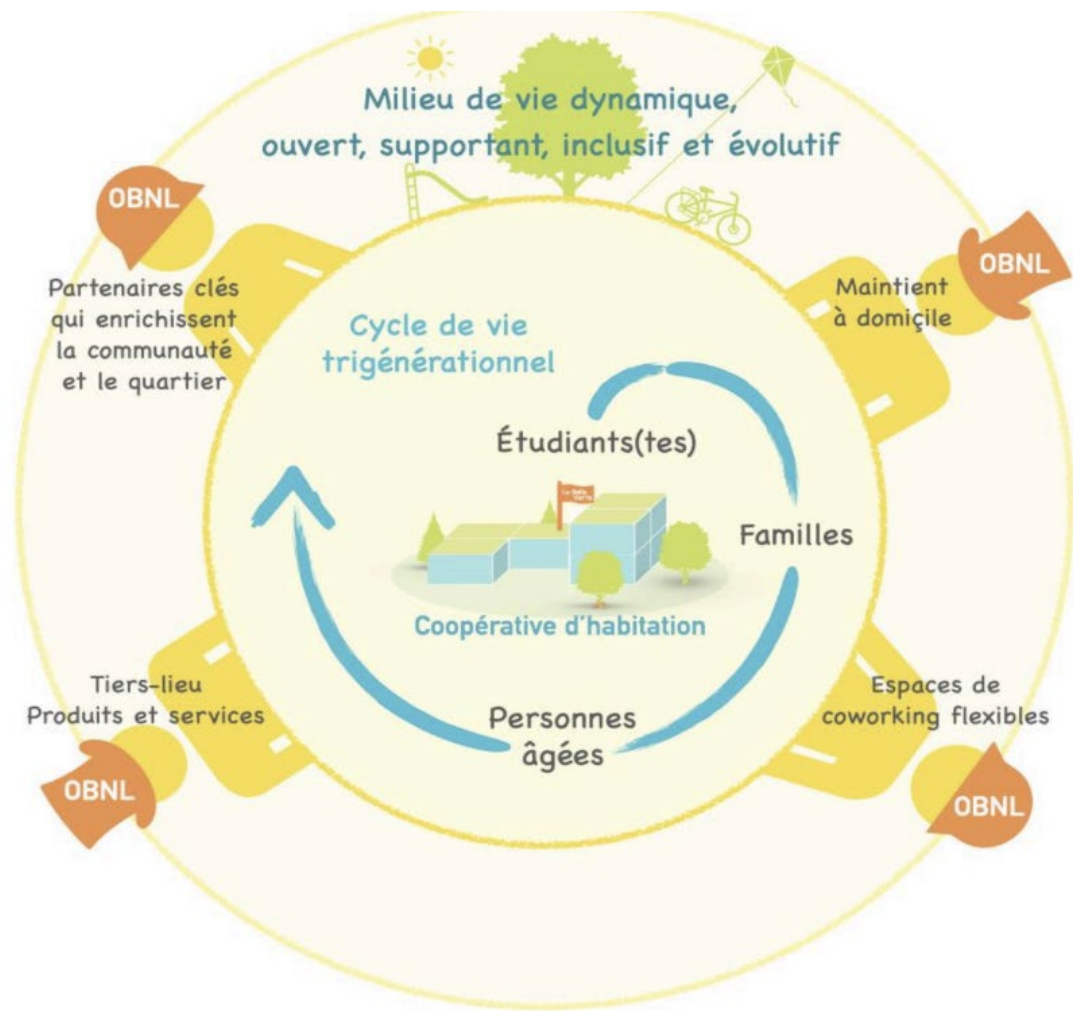 Milieu de vie dynamique,
ouvert, supportant, inclusif et évolutif
OBNL
Partenaires clés
qui enrichissent
la communauté
et le quartier
OBNL
Maintient
à domiçile
Cycle de vie
trigénérationnel
Étudiants(tes)
Familles
Coopérative d'habitation
Personnes
âgées
Tiers-lieu
Produits et services
OBNL
Espaces de
coworking flexibles
OBNL